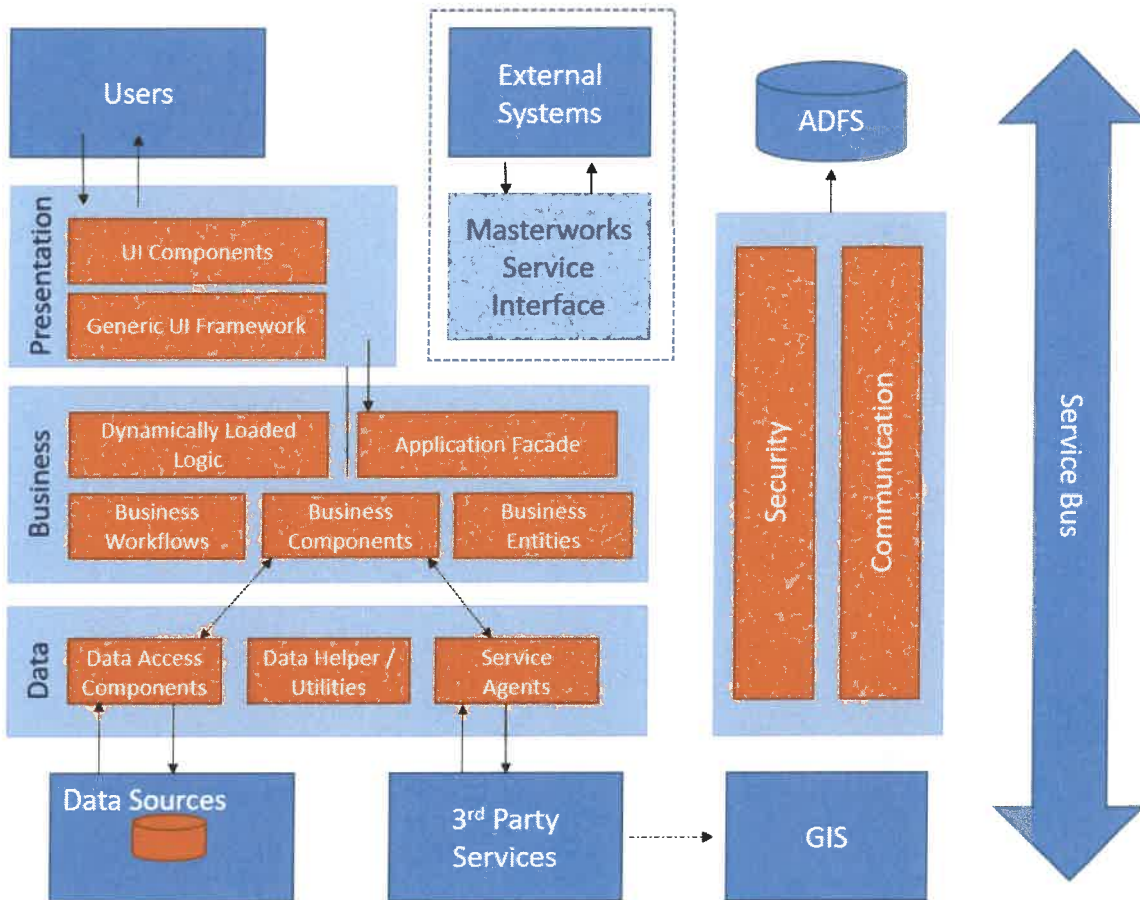 Users
External
Systems
ADFS
Presentation
UI Components
Generic UI Framework
Masterworks
Service
Interface
Business
Dynamically Loaded
Logic
Application Facade
Business
Workflows
Business
Components
Business
Entities
Security
Communication
Service Bus
Data
Data Access
Components
Data Helper /
Utilities
Service
Agents
Data Sources
3rd Party
Services
GIS